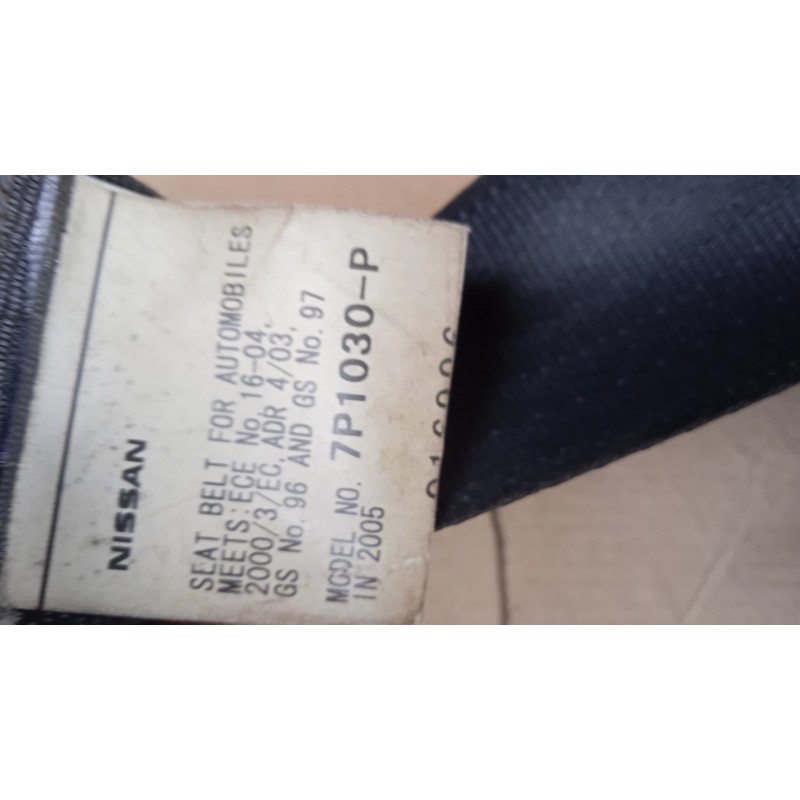 NISSAN
SEAT BELT FOR AUTOMOBILES
MEETS:ECE No.16-04,
2000/3/EC, ADR 4/03,
GS No.96 AND GS No.97
MODEL NO. 7P1030-P
IN 2005